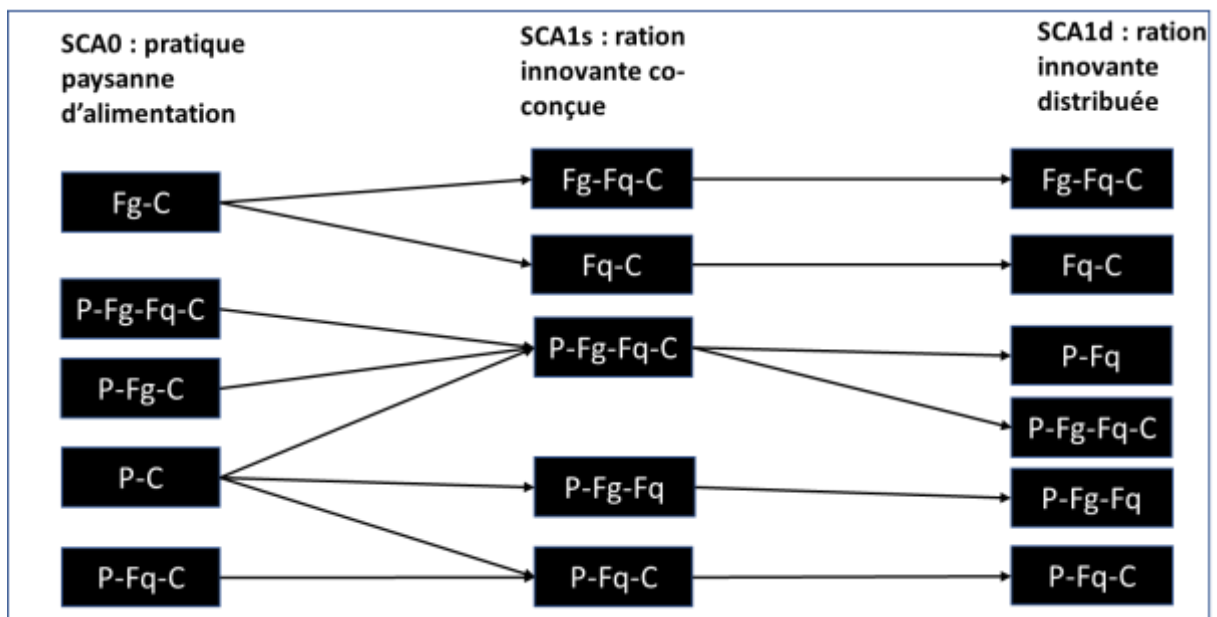 SCA0 : pratique
paysanne
d’alimentation
SCA1s : ration
innovante co-
conçue
SCA1d : ration
innovante
distribuée
Fg-C
P-Fg-Fq-C
P-Fg-C
P-C
P-Fq-C
Fg-Fq-C
Fq-C
P-Fg-Fq-C
P-Fg-Fq
P-Fq-C
Fg-Fq-C
Fq-C
P-Fq
P-Fg-Fq-C
P-Fg-Fq
P-Fq-C